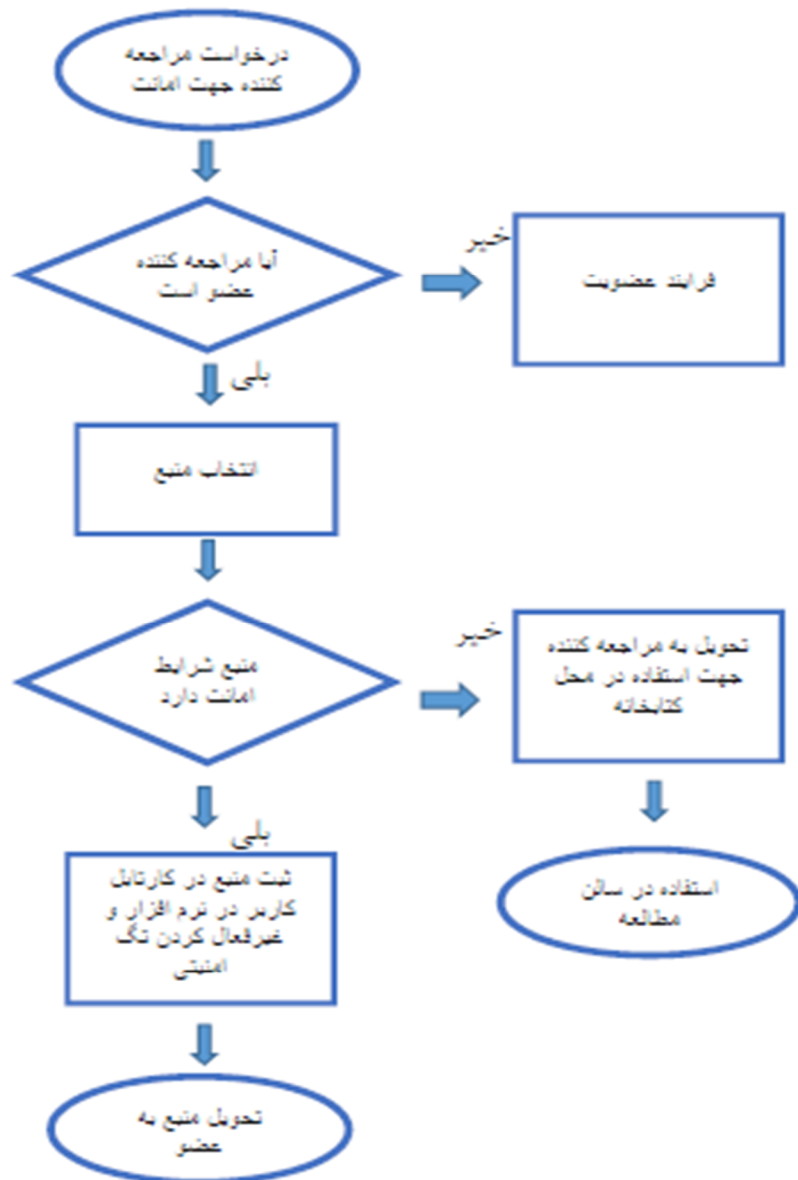 درخواست مراجعه
کننده جهت امانت
آیا مراجعه کننده
عضو است
خیر
فرایند عضویت
بلی
انتخاب منبع
منبع شرایط
امانت دارد
خیر
تحویل به مراجعه کننده
جهت استفاده در محل
کتابخانه
بلی
ثبت منبع در کارتابل
کاربر در نرم افزار و
غیرفعال کردن تگ
امنیتی
استفاده در سالن
مطالعه
تحویل منبع به
عضو